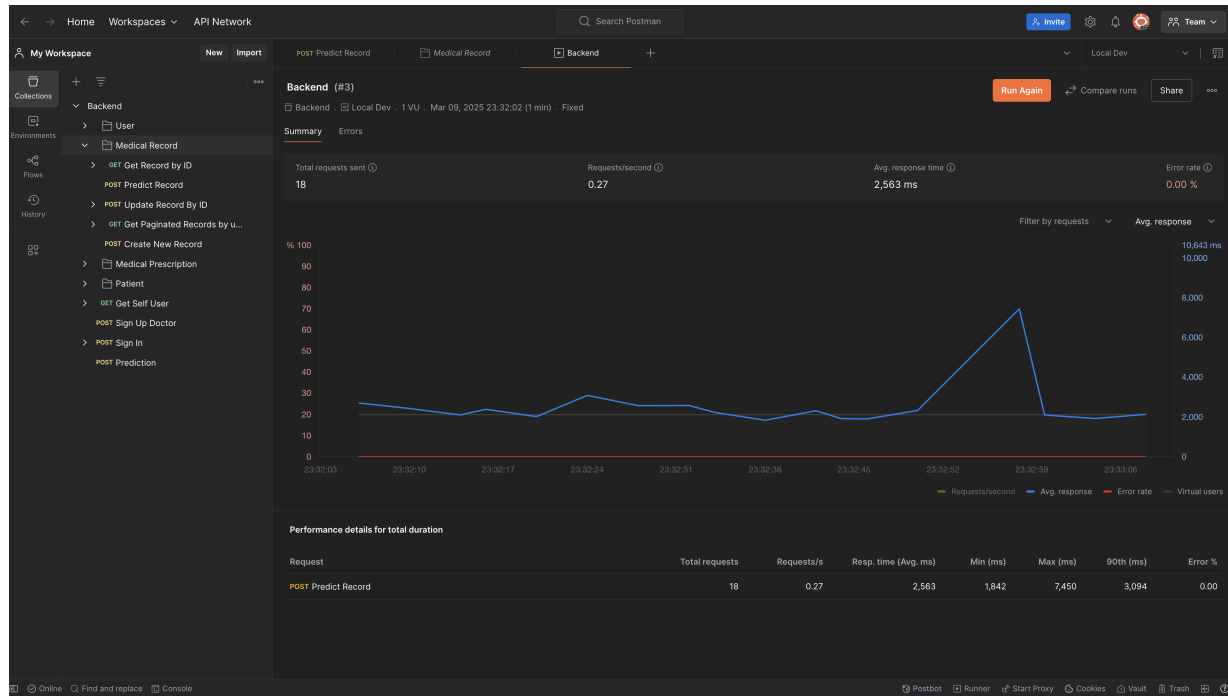 Home Workspaces API Network Search Postman Invite Team
My Workspace New Import POST Predict Record Medical Record Backend Local Dev
Collections
Environments
Flows
History
Backend
User
Medical Record
GET Get Record by ID
POST Predict Record
POST Update Record By ID
GET Get Paginated Records by u...
POST Create New Record
Medical Prescription
Patient
GET Get Self User
POST Sign Up Doctor
POST Sign In
POST Prediction
Backend (#3)
Run Again Compare runs Share
Backend . Local Dev . 1 VU . Mar 09, 2025 23:32:02 (1 min) . Fixed
Summary Errors
Total requests sent Requests/second Avg. response time Error rate
18 0.27 2,563 ms 0.00 %
Filter by requests Avg. response
% 100 10,643 ms
10,000
90
80
8,000
70
60
6,000
50
40
4,000
30
20
2,000
10
0 0
23:32:03 23:32:10 23:32:17 23:32:24 23:32:31 23:32:38 23:32:45 23:32:52 23:32:59 23:33:06
Requests/second Avg. response Error rate Virtual users
Performance details for total duration
Request Total requests Requests/s Resp. time (Avg. ms) Min (ms) Max (ms) 90th (ms) Error %
POST Predict Record 18 0.27 2,563 1,842 7,450 3,094 0.00
Online Find and replace Console Postbot Runner Start Proxy Cookies Vault Trash